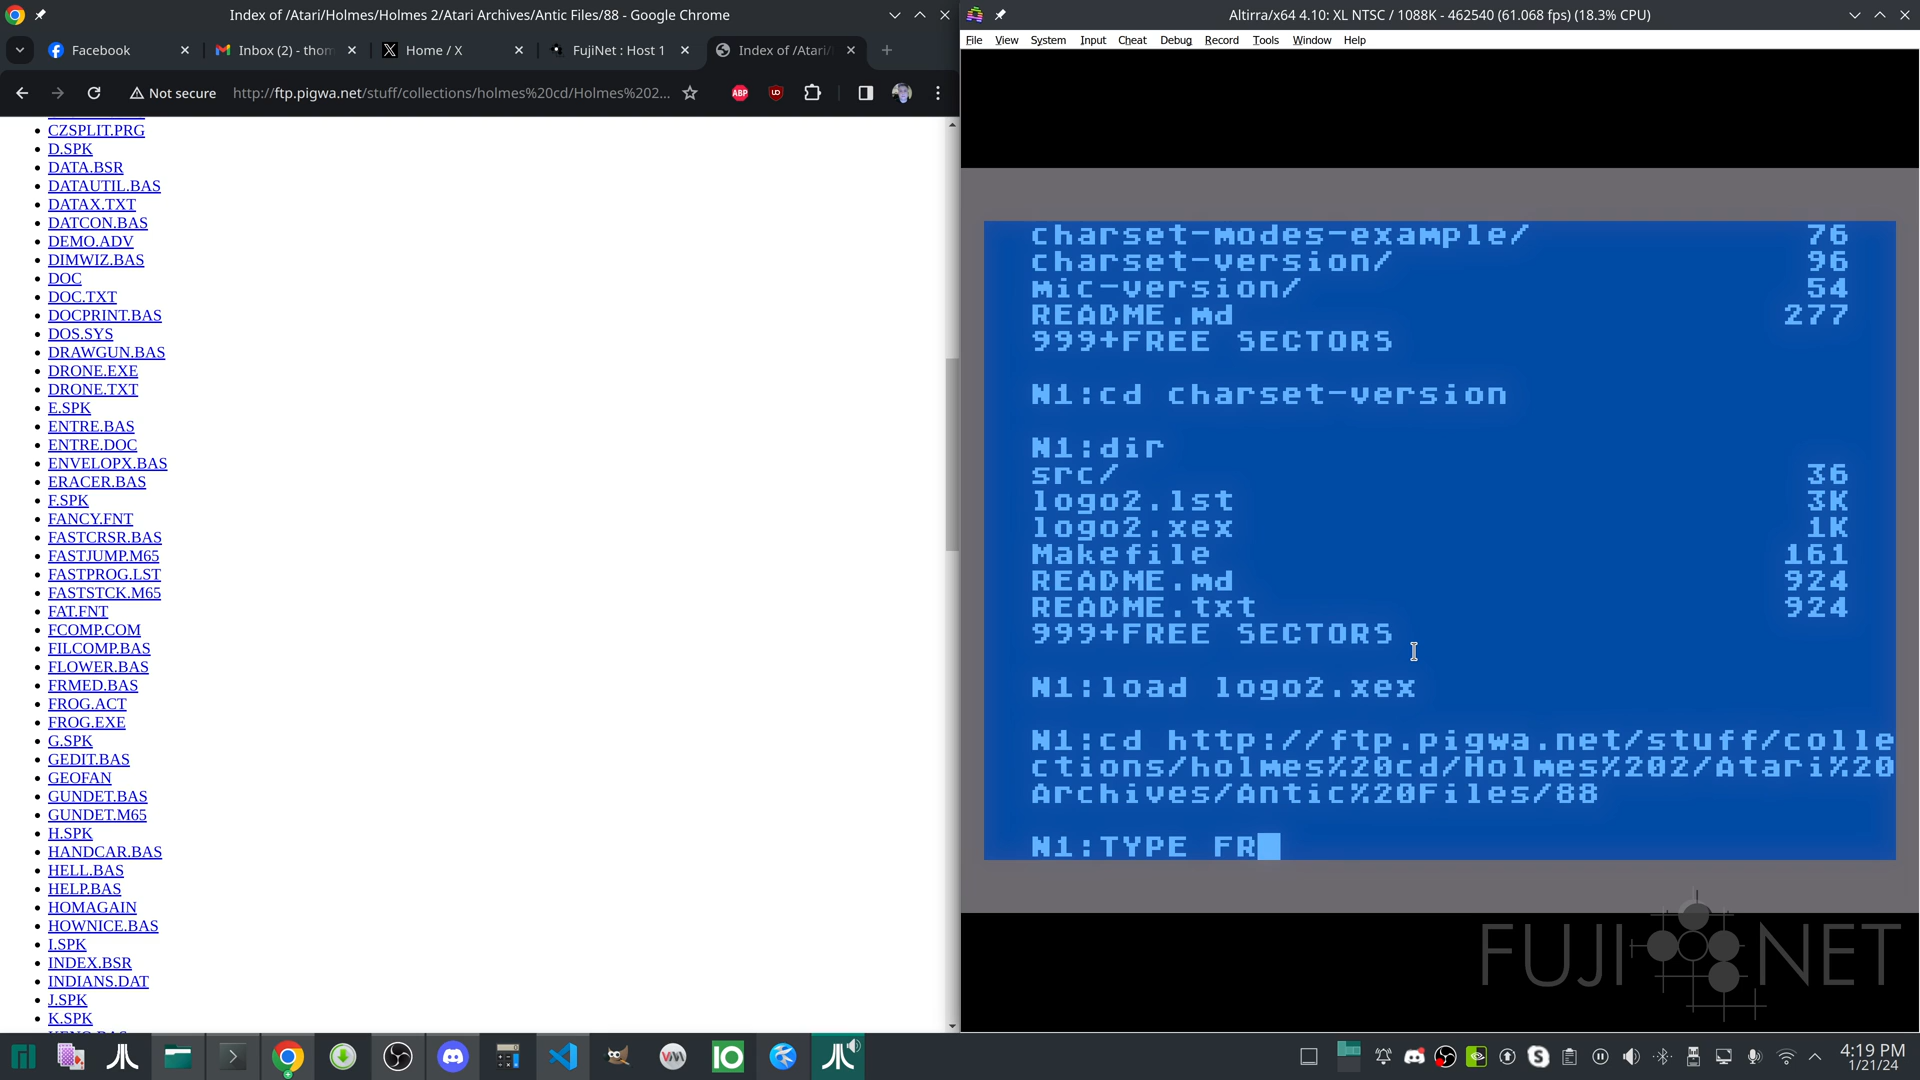 Index of /Atari/Holmes/Holmes 2/Atari Archives/Antic Files/88 - Google Chrome
Facebook
Inbox (2) - thom
Home / X
FujiNet : Host 1
Index of /Atari/
Not secure
http://ftp.pigwa.net/stuff/collections/holmes%20cd/Holmes%202...
ABP
CZSPLIT.PRG
D.SPK
DATA.BSR
DATAUTIL.BAS
DATAX.TXT
DATCON.BAS
DEMO.ADV
DIMWIZ.BAS
DOC
DOC.TXT
DOCPRINT.BAS
DOS.SYS
DRAWGUN.BAS
DRONE.EXE
DRONE.TXT
E.SPK
ENTRE.BAS
ENTRE.DOC
ENVELOPX.BAS
ERACER.BAS
F.SPK
FANCY.FNT
FASTCRSR.BAS
FASTJUMP.M65
FASTPROG.LST
FASTSTCK.M65
FAT.FNT
FCOMP.COM
FILCOMP.BAS
FLOWER.BAS
FRMED.BAS
FROG.ACT
FROG.EXE
G.SPK
GEDIT.BAS
GEOFAN
GUNDET.BAS
GUNDET.M65
H.SPK
HANDCAR.BAS
HELL.BAS
HELP.BAS
HOMAGAIN
HOWNICE.BAS
I.SPK
INDEX.BSR
INDIANS.DAT
J.SPK
K.SPK
Altirra/x64 4.10: XL NTSC / 1088K - 462540 (61.068 fps) (18.3% CPU)
File View System Input Cheat Debug Record Tools Window Help
charset-modes-example/ 76
charset-version/ 96
mic-version/ 54
README.md 277
999+FREE SECTORS
N1:cd charset-version
N1:dir
src/ 36
logo2.lst 3K
logo2.xex 1K
Makefile 161
README.md 924
README.txt 924
999+FREE SECTORS
N1:load logo2.xex
N1:cd http://ftp.pigwa.net/stuff/colle
ctions/holmes%20cd/Holmes%202/Atari%20
Archives/Antic%20Files/88
N1:TYPE FR
FUJINET
4:19 PM
1/21/24